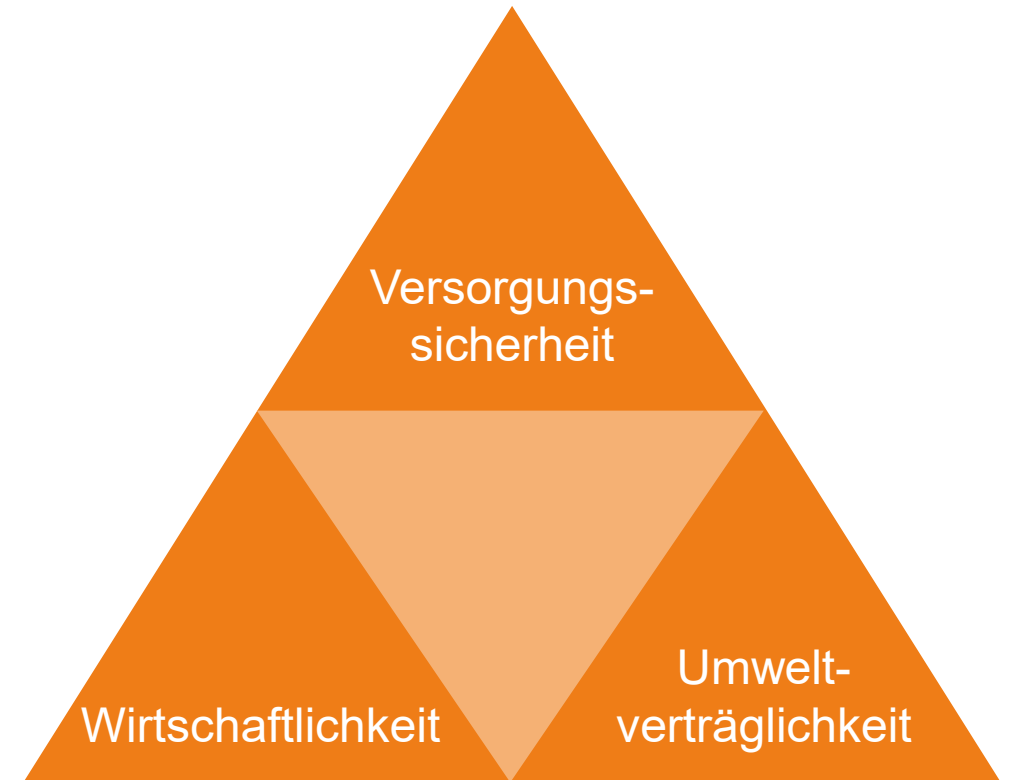 Versorgungs-
sicherheit
Wirtschaftlichkeit
Umwelt-
verträglichkeit